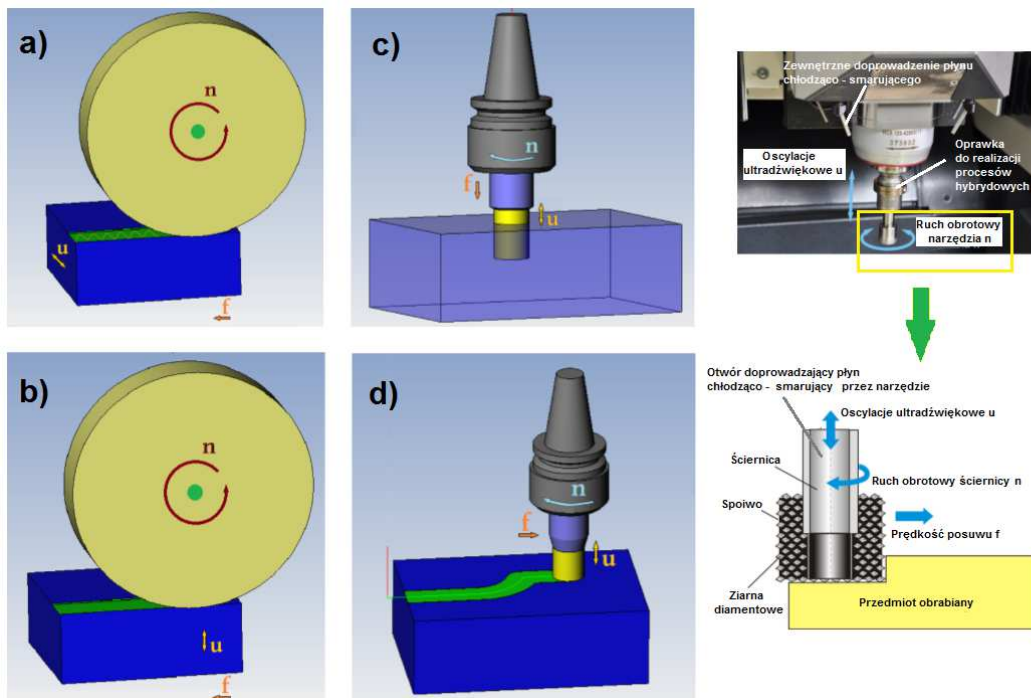 a)
n
u
f
b)
n
u
f
c)
n
f
u
d)
n
f
u
Zewnętrzne doprowadzenie płynu
chłodząco - smarującego
Oscylacje
ultradźwiękowe u
Oprawka
do realizacji
procesów
hybrydowych
Ruch obrotowy
narzędzia n
Otwór doprowadzający płyn
chłodząco - smarujący przez narzędzie
Oscylacje ultradźwiękowe u
Ściernica
Ruch obrotowy ściernicy n
Spoiwo
Prędkość posuwu f
Ziarna
diamentowe
Przedmiot obrabiany